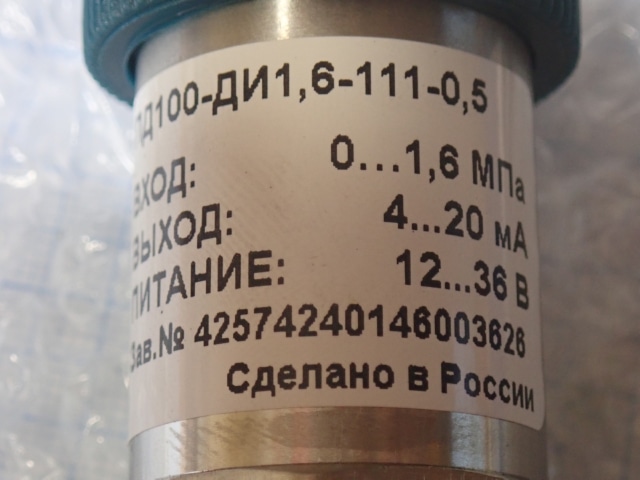 ПД100-ДИ1,6-111-0,5
ВХОД: 0...1,6 МПа
ВЫХОД: 4...20 мА
ПИТАНИЕ: 12...36 В
Зав.№ 42574240146003626
Сделано в России